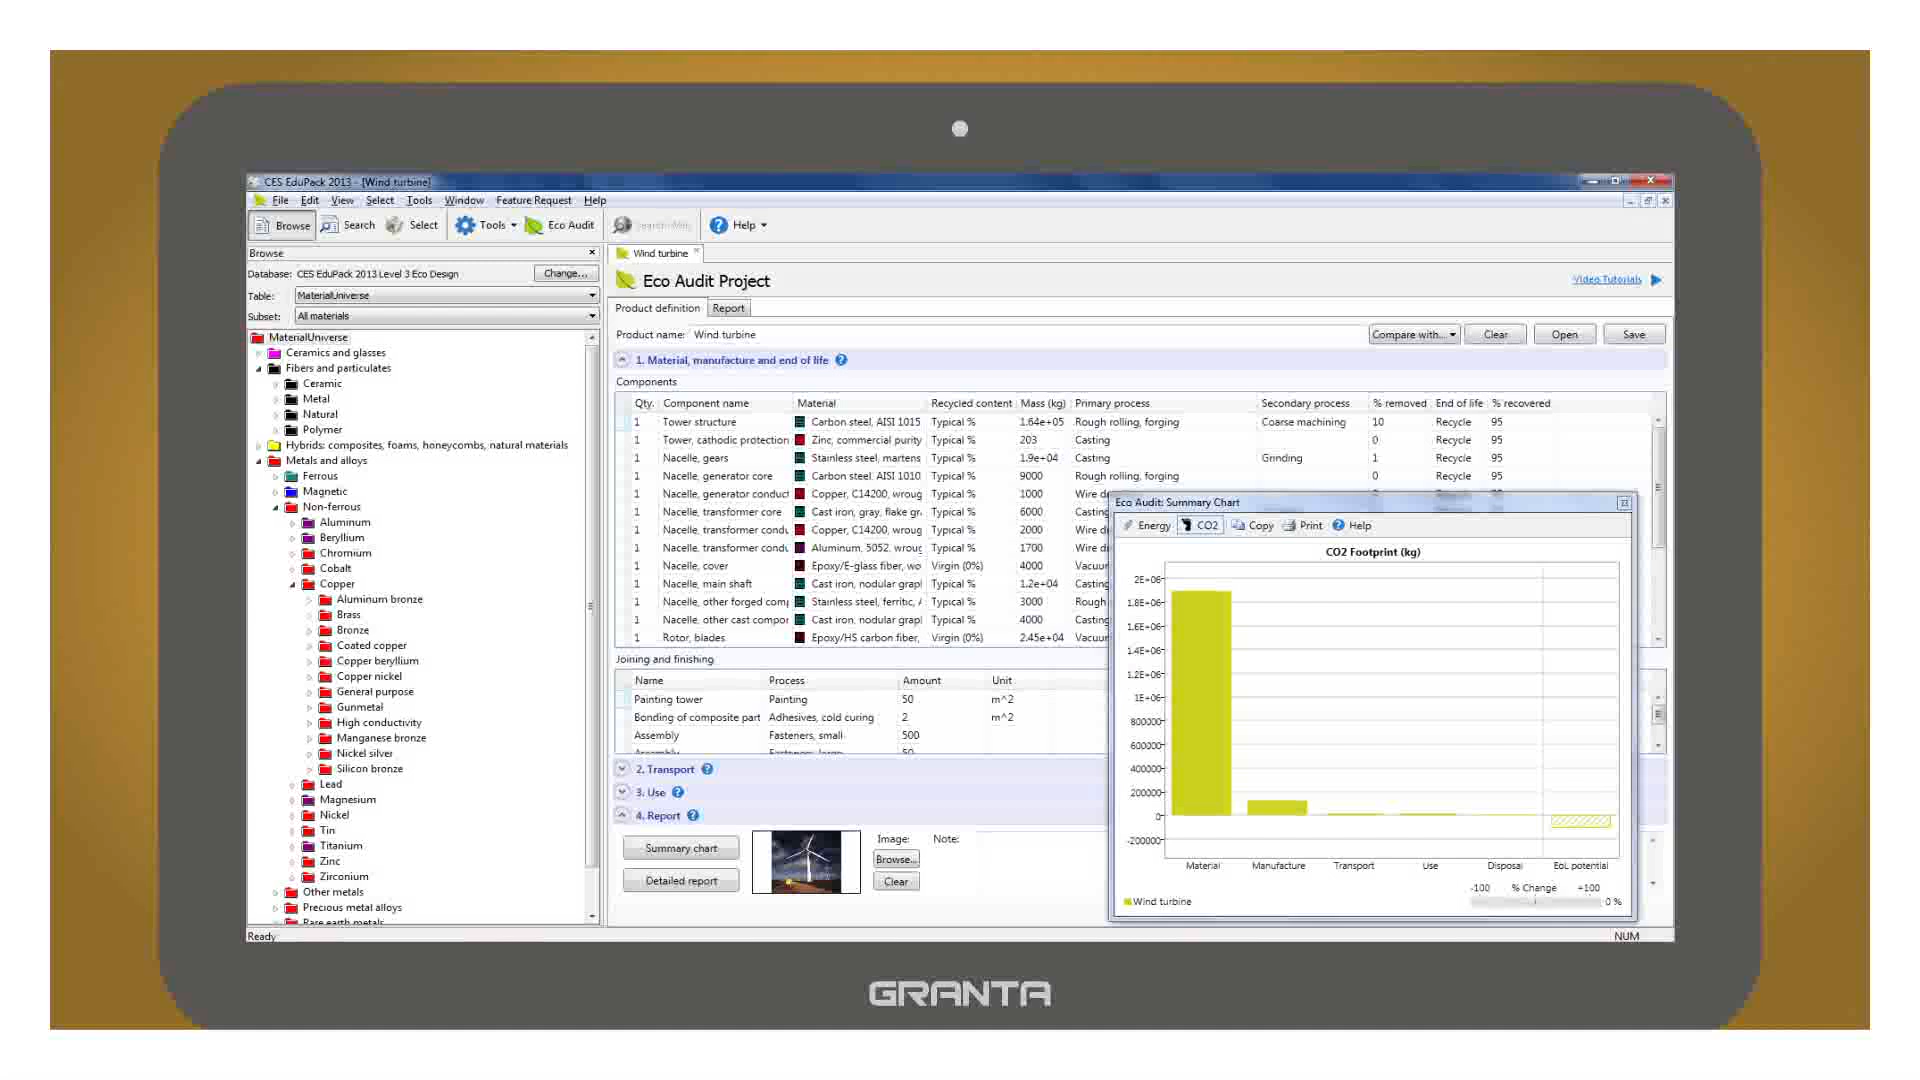 CES EduPack 2013 - [Wind turbine]
File Edit View Select Tools Window Feature Request Help
Browse Search Select Tools Eco Audit Help
Browse
Database: CES EduPack 2013 Level 3 Eco Design Change...
Table: MaterialUniverse
Subset: All materials
MaterialUniverse
Ceramics and glasses
Fibers and particulates
Ceramic
Metal
Natural
Polymer
Hybrids: composites, foams, honeycombs, natural materials
Metals and alloys
Ferrous
Magnetic
Non-ferrous
Aluminum
Beryllium
Chromium
Cobalt
Copper
Aluminum bronze
Brass
Bronze
Coated copper
Copper beryllium
Copper nickel
General purpose
Gunmetal
High conductivity
Manganese bronze
Nickel silver
Silicon bronze
Lead
Magnesium
Nickel
Tin
Titanium
Zinc
Zirconium
Other metals
Precious metal alloys
Rare earth metals
Ready
Wind turbine
Eco Audit Project
Video Tutorials
Product definition Report
Product name: Wind turbine Compare with... Clear Open Save
1. Material, manufacture and end of life
Components
Qty. Component name Material Recycled content Mass (kg) Primary process Secondary process % removed End of life % recovered
1 Tower structure Carbon steel, AISI 1015 Typical % 1.64e+05 Rough rolling, forging Coarse machining 10 Recycle 95
1 Tower, cathodic protection Zinc, commercial purity Typical % 203 Casting 0 Recycle 95
1 Nacelle, gears Stainless steel, martens Typical % 1.9e+04 Casting Grinding 1 Recycle 95
1 Nacelle, generator core Carbon steel, AISI 1010 Typical % 9000 Rough rolling, forging 0 Recycle 95
1 Nacelle, generator conduct Copper, C14200, wroug Typical % 1000 Wire d
1 Nacelle, transformer core Cast iron, gray, flake gr Typical % 6000 Casting
1 Nacelle, transformer condu Copper, C14200, wroug Typical % 2000 Wire d
1 Nacelle, transformer condu Aluminum, 5052, wroug Typical % 1700 Wire d
1 Nacelle, cover Epoxy/E-glass fiber, wo Virgin (0%) 4000 Vacuu
1 Nacelle, main shaft Cast iron, nodular grap Typical % 1.2e+04 Casting
1 Nacelle, other forged comp Stainless steel, ferritic, Typical % 3000 Rough
1 Nacelle, other cast compor Cast iron, nodular grap Typical % 4000 Casting
1 Rotor, blades Epoxy/HS carbon fiber, Virgin (0%) 2.45e+04 Vacuu
Joining and finishing
Name Process Amount Unit
Painting tower Painting 50 m^2
Bonding of composite part Adhesives, cold curing 2 m^2
Assembly Fasteners, small 500
Assembly Fasteners, large 50
2. Transport
3. Use
4. Report
Summary chart
Detailed report
Image: Note:
Browse...
Clear
Eco Audit: Summary Chart
Energy CO2 Copy Print Help
CO2 Footprint (kg)
2E+06
1.8E+06
1.6E+06
1.4E+06
1.2E+06
1E+06
800000
600000
400000
200000
0
-200000
Material Manufacture Transport Use Disposal EoL potential
-100 % Change +100
Wind turbine 0 %
NUM
GRANTA